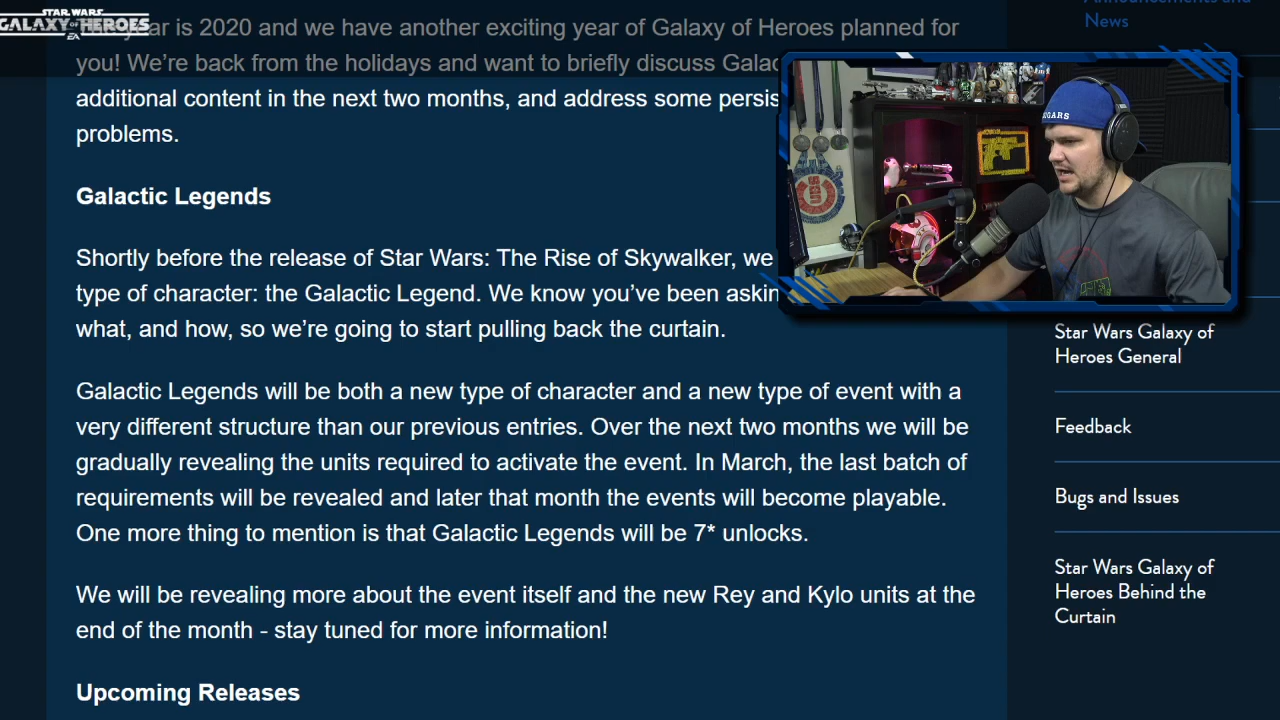 STAR WARS
GALAXY OF HEROES
EA
year is 2020 and we have another exciting year of Galaxy of Heroes planned for
you! We're back from the holidays and want to briefly discuss
additional content in the next two months, and address some
problems.
Galactic Legends
Shortly before the release of Star Wars: The Rise of Skywalker, we
type of character: the Galactic Legend. We know you've been
what, and how, so we're going to start pulling back the curtain.
Galactic Legends will be both a new type of character and a new type of event with a
very different structure than our previous entries. Over the next two months we will be
gradually revealing the units required to activate the event. In March, the last batch of
requirements will be revealed and later that month the events will become playable.
One more thing to mention is that Galactic Legends will be 7* unlocks.
We will be revealing more about the event itself and the new Rey and Kylo units at the
end of the month - stay tuned for more information!
Upcoming Releases
Announcements and
News
Star Wars Galaxy of
Heroes General
Feedback
Bugs and Issues
Star Wars Galaxy of
Heroes Behind the
Curtain